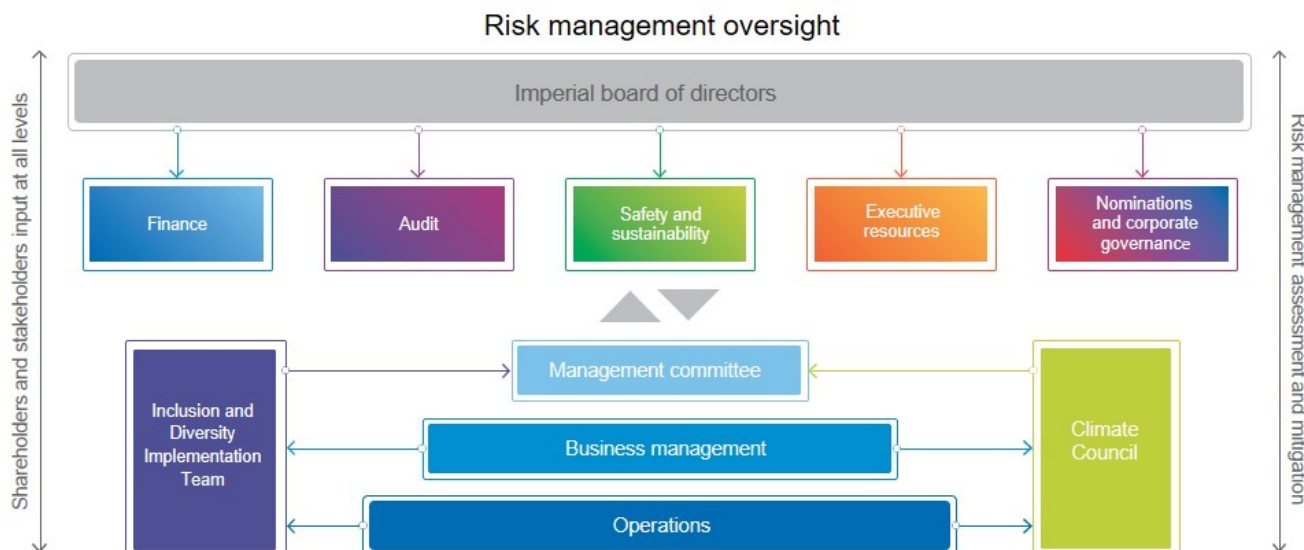 Risk management oversight
Shareholders and stakeholders input at all levels
Imperial board of directors
Risk management assessment and mitigation
Finance
Audit
Safety and
sustainability
Executive
resources
Nominations
and corporate
governance
Management committee
Inclusion and
Diversity
Implementation
Team
Business management
Climate
Council
Operations